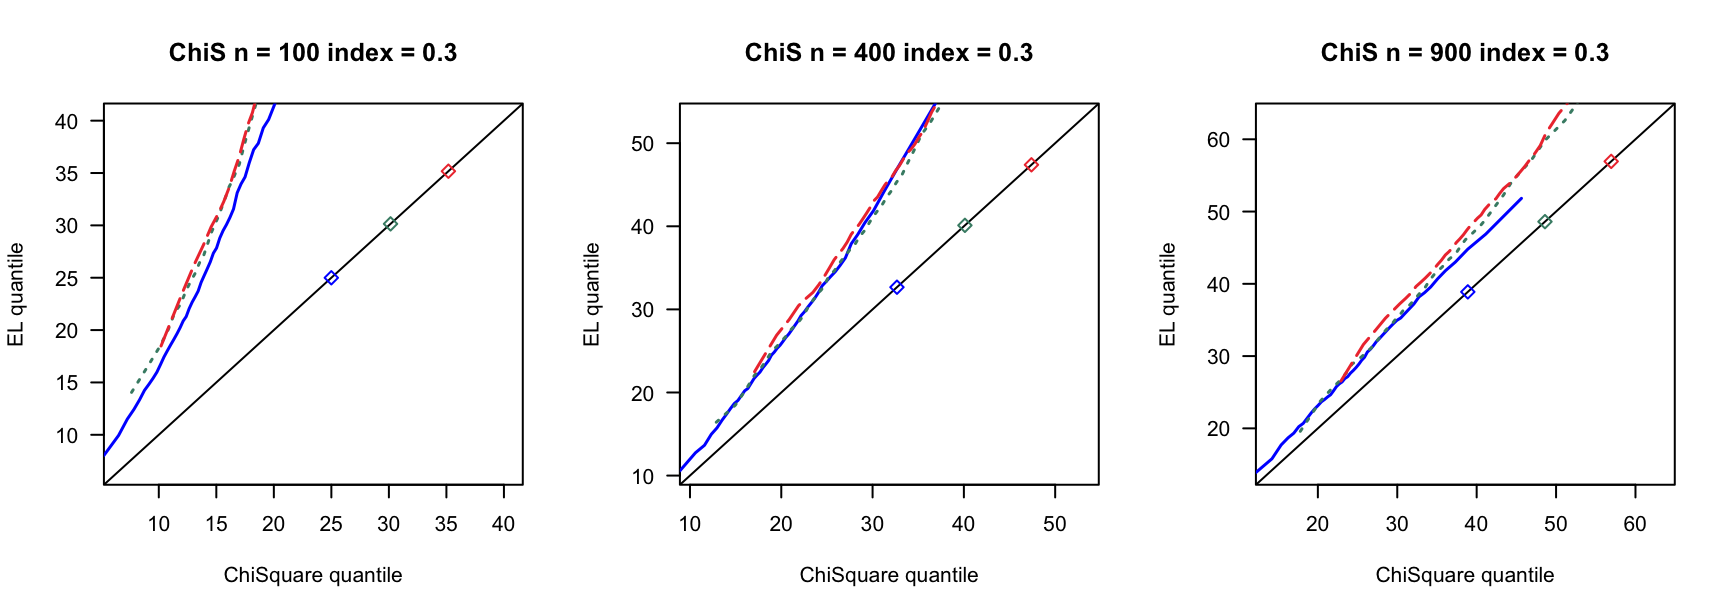 ChiS n = 100 index = 0.3
40
35
30
25
20
15
10
EL quantile
10 15 20 25 30 35 40
ChiSquare quantile
ChiS n = 400 index = 0.3
50
40
30
20
10
EL quantile
10 20 30 40 50
ChiSquare quantile
ChiS n = 900 index = 0.3
60
50
40
30
20
EL quantile
20 30 40 50 60
ChiSquare quantile